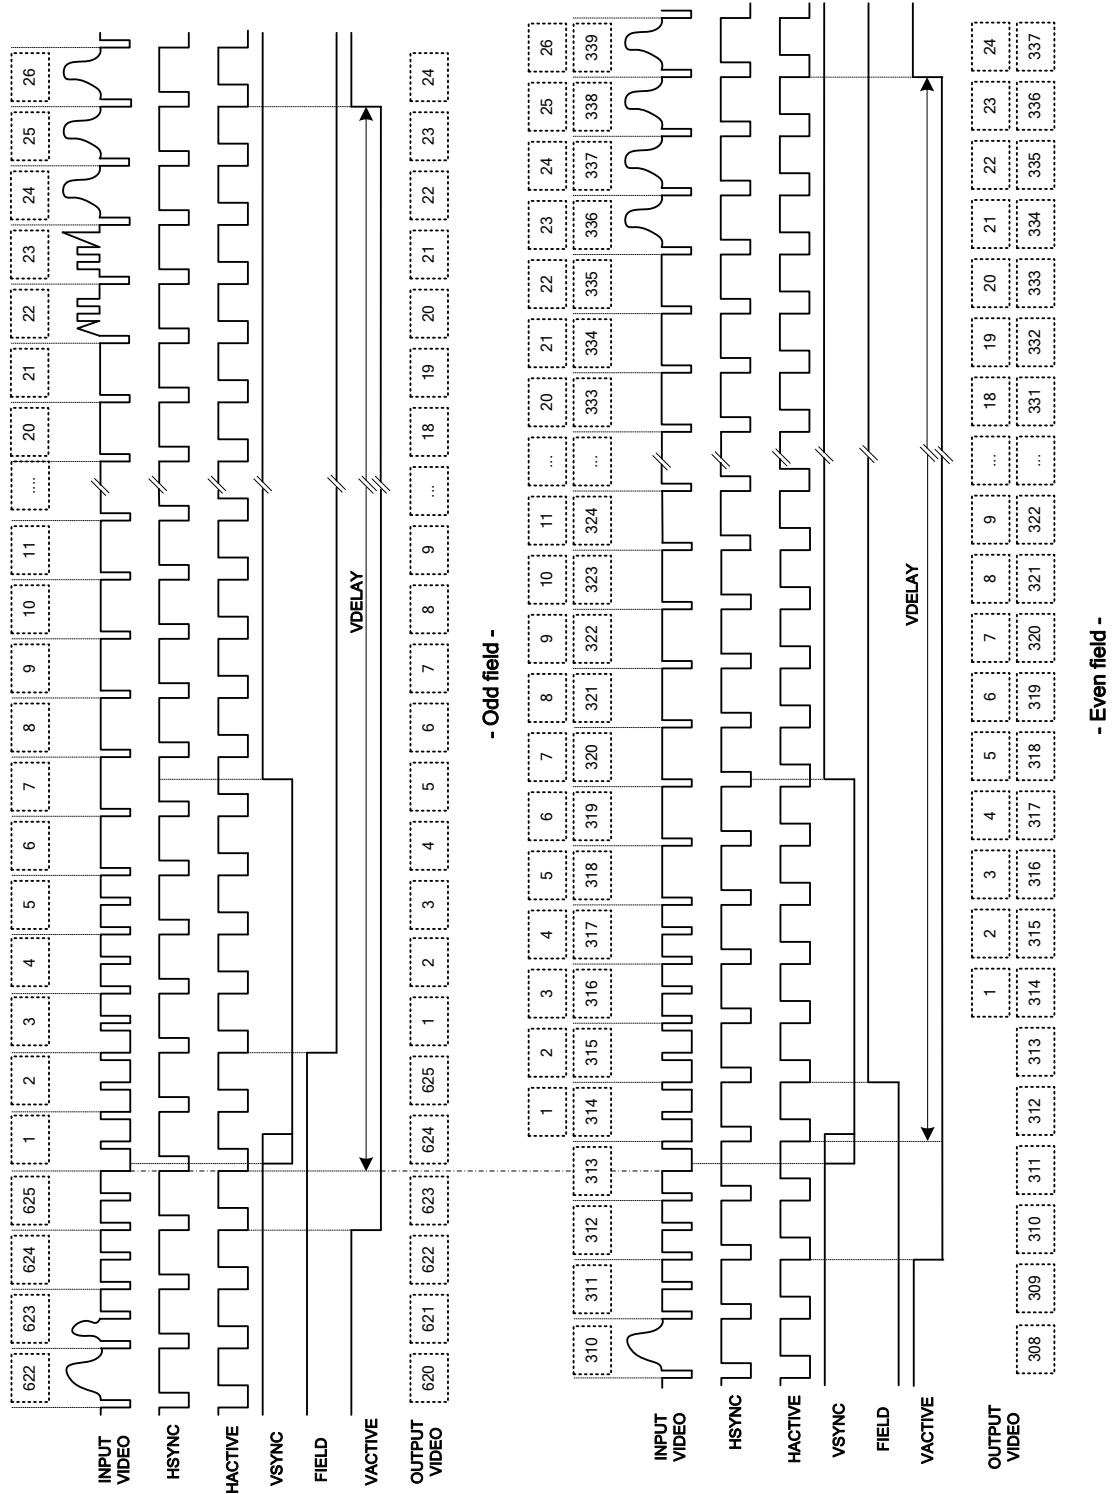 622 623 624 625 1 2 3 4 5 6 7 8 9 10 11 .... 20 21 22 23 24 25 26
INPUT
VIDEO
HSYNC
HACTIVE
VSYNC
FIELD
VDELAY
VACTIVE
OUTPUT
VIDEO
620 621 622 623 624 625 1 2 3 4 5 6 7 8 9 ... 18 19 20 21 22 23 24
- Odd field -
1 2 3 4 5 6 7 8 9 10 11 ... 20 21 22 23 24 25 26
310 311 312 313 314 315 316 317 318 319 320 321 322 323 324 ... 333 334 335 336 337 338 339
INPUT
VIDEO
HSYNC
HACTIVE
VSYNC
FIELD
VDELAY
VACTIVE
1 2 3 4 5 6 7 8 9 ... 18 19 20 21 22 23 24
OUTPUT
VIDEO
308 309 310 311 312 313 314 315 316 317 318 319 320 321 322 ... 331 332 333 334 335 336 337
- Even field -